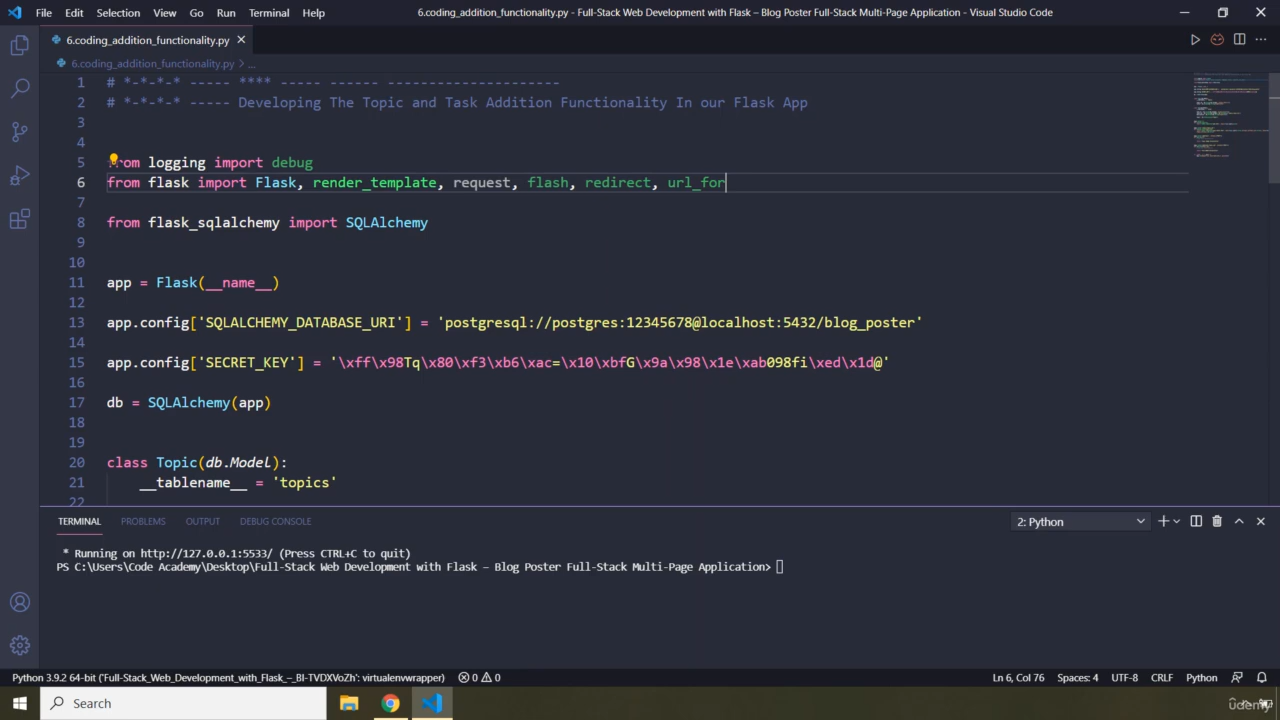 File Edit Selection View Go Run Terminal Help
6.coding_addition_functionality.py - Full-Stack Web Development with Flask – Blog Poster Full-Stack Multi-Page Application - Visual Studio Code
6.coding_addition_functionality.py
6.coding_addition_functionality.py > ...
1 # *-*-*-* ----- **** ----- ------ ---------------------
2 # *-*-*-* ----- Developing The Topic and Task Addition Functionality In our Flask App
3
4
5 from logging import debug
6 from flask import Flask, render_template, request, flash, redirect, url_for
7
8 from flask_sqlalchemy import SQLAlchemy
9
10
11 app = Flask(__name__)
12
13 app.config['SQLALCHEMY_DATABASE_URI'] = 'postgresql://postgres:12345678@localhost:5432/blog_poster'
14
15 app.config['SECRET_KEY'] = '\xff\x98Tq\x80\xf3\xb6\xac=\x10\xbfG\x9a\x98\x1e\xab098fi\xed\x1d@'
16
17 db = SQLAlchemy(app)
18
19
20 class Topic(db.Model):
21 __tablename__ = 'topics'
22
TERMINAL PROBLEMS OUTPUT DEBUG CONSOLE
2: Python
* Running on http://127.0.0.1:5533/ (Press CTRL+C to quit)
PS C:\Users\Code Academy\Desktop\Full-Stack Web Development with Flask – Blog Poster Full-Stack Multi-Page Application>
Python 3.9.2 64-bit ('Full-Stack_Web_Development_with_Flask_–_BI-TVDXVoZh': virtualenvwrapper) 0 0
Ln 6, Col 76 Spaces: 4 UTF-8 CRLF Python
Search
udemy